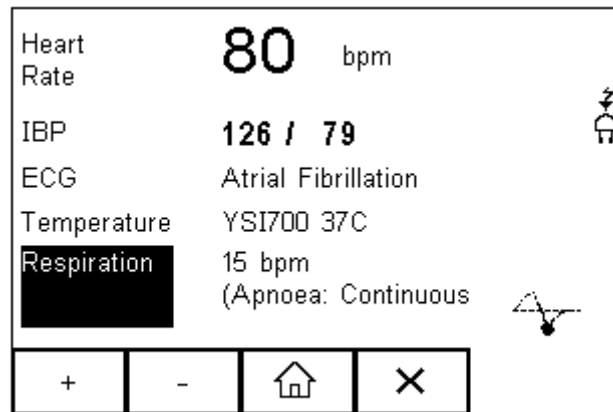 Heart Rate 80 bpm
IBP 126 / 79
ECG Atrial Fibrillation
Temperature YSI700 37C
Respiration 15 bpm
(Apnoea: Continuous
+ -